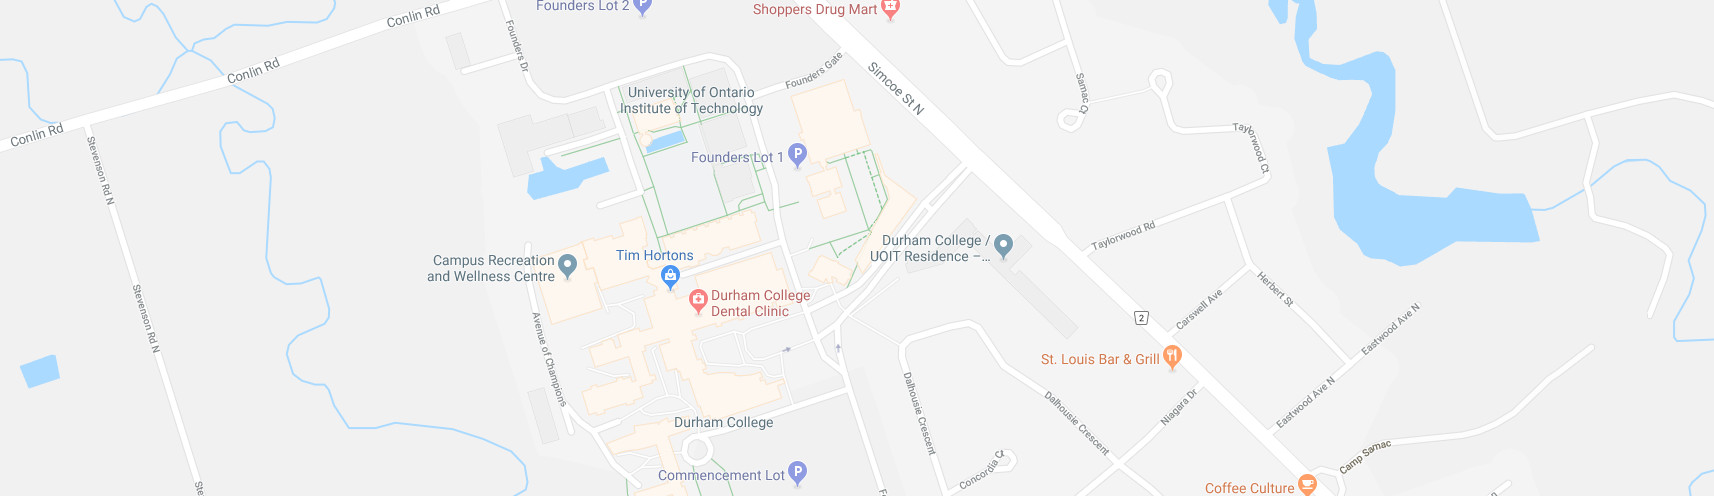 Founders Lot 2
Shoppers Drug Mart
Conlin Rd
Founders Dr
Conlin Rd
Founders Gate
Simcoe St N
Samac Ct
University of Ontario
Institute of Technology
Conlin Rd
Taylorwood Ct
Stevenson Rd N
Founders Lot 1
P
Taylorwood Rd
Durham College /
UOIT Residence –...
Tim Hortons
Campus Recreation
and Wellness Centre
Durham College
Dental Clinic
Herbert St
Stevenson Rd N
Carswell Ave
2
Eastwood Ave N
Avenue of Champions
St. Louis Bar & Grill
Dalhousie Crescent
Dalhousie Crescent
Niagara Dr
Eastwood Ave N
Durham College
Camp Samac
Concordia Ct
Commencement Lot
P
Coffee Culture